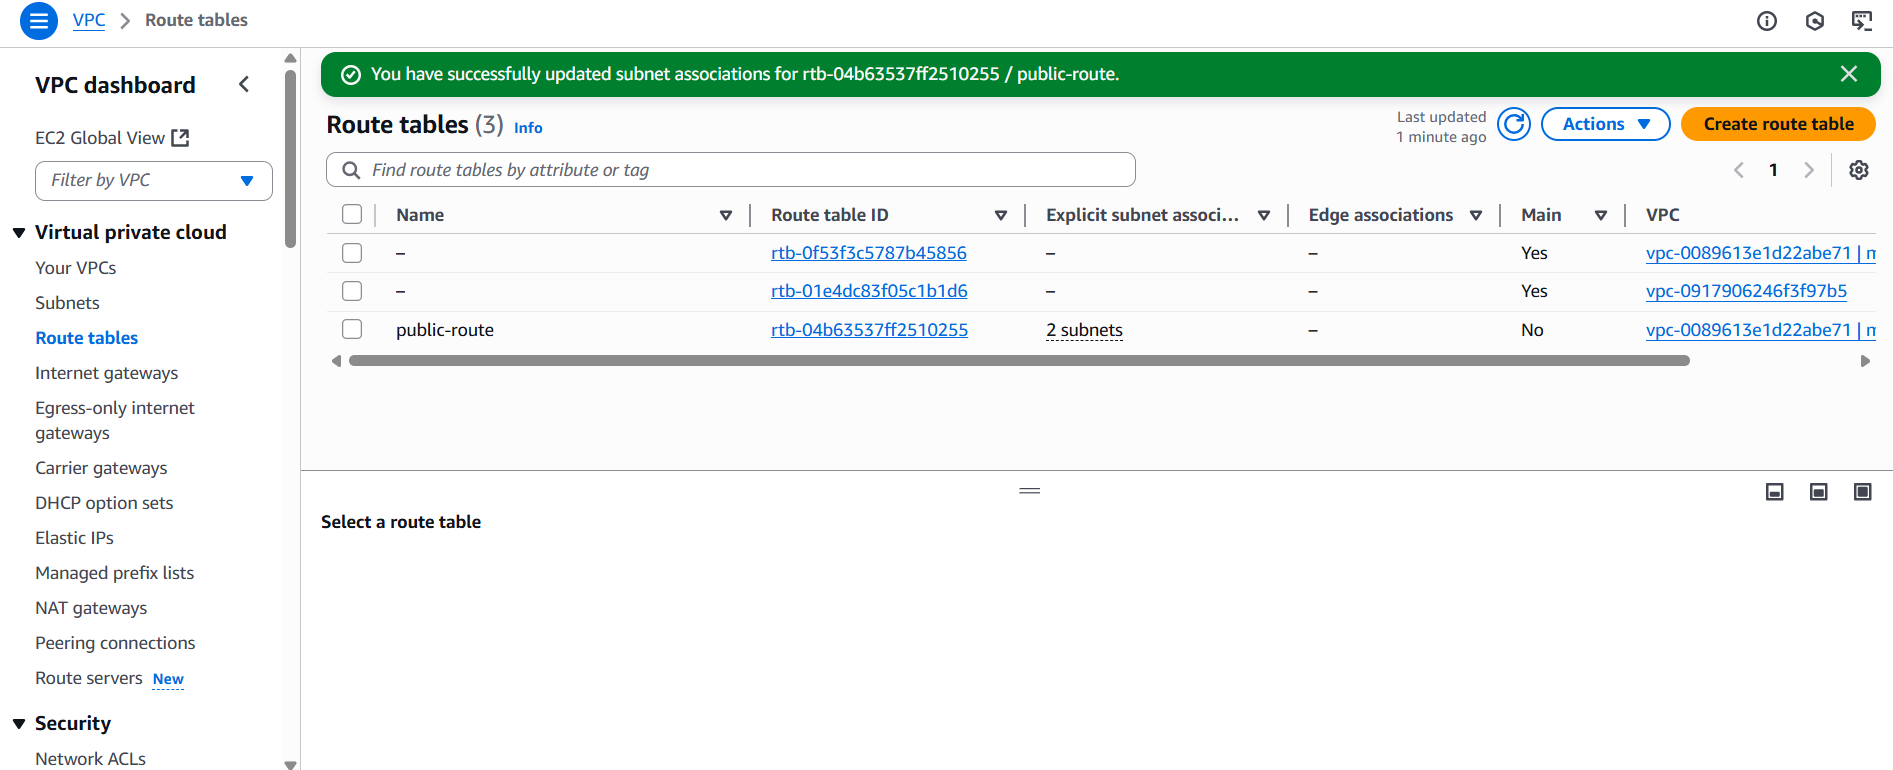 VPC > Route tables
You have successfully updated subnet associations for rtb-04b63537ff2510255 / public-route.
VPC dashboard
EC2 Global View
Filter by VPC
Virtual private cloud
Your VPCs
Subnets
Route tables
Internet gateways
Egress-only internet
gateways
Carrier gateways
DHCP option sets
Elastic IPs
Managed prefix lists
NAT gateways
Peering connections
Route servers New
Security
Network ACLs
Route tables (3) Info
Last updated
1 minute ago
Actions
Create route table
Find route tables by attribute or tag
1
Name Route table ID Explicit subnet associ... Edge associations Main VPC
– rtb-0f53f3c5787b45856 – – Yes vpc-0089613e1d22abe71 | m
– rtb-01e4dc83f05c1b1d6 – – Yes vpc-0917906246f3f97b5
public-route rtb-04b63537ff2510255 2 subnets – No vpc-0089613e1d22abe71 | m
Select a route table